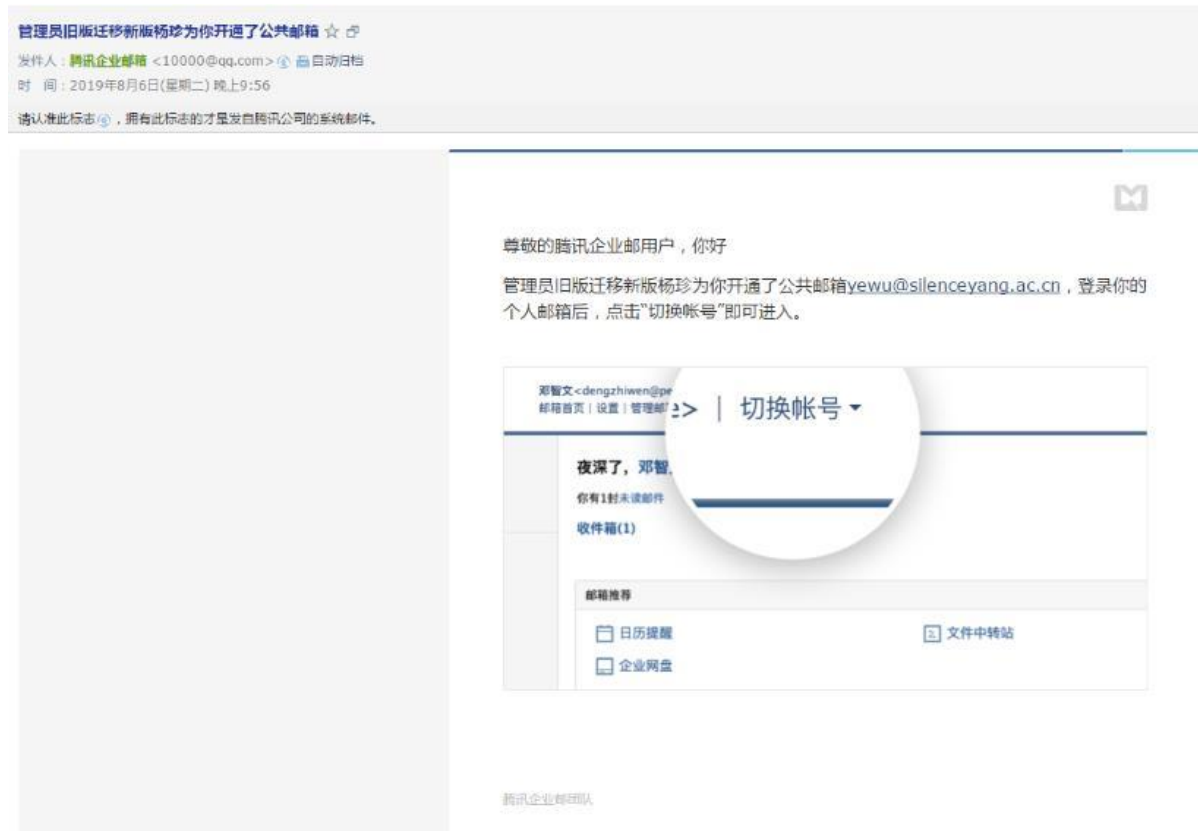 管理员旧版迁移新版杨珍为你开通了公共邮箱
发件人：腾讯企业邮箱 <10000@qq.com> 自动归档
时 间：2019年8月6日(星期二) 晚上9:56
请认准此标志，拥有此标志的才是发自腾讯公司的系统邮件。
尊敬的腾讯企业邮用户，你好
管理员旧版迁移新版杨珍为你开通了公共邮箱yewu@silenceyang.ac.cn，登录你的
个人邮箱后，点击“切换帐号”即可进入。
邓智文<dengzhiwen@pe
e> | 切换帐号
邮箱首页 | 设置 | 管理邮
夜深了，邓智
你有1封未读邮件
收件箱(1)
邮箱推荐
日历提醒
文件中转站
企业网盘
腾讯企业邮团队